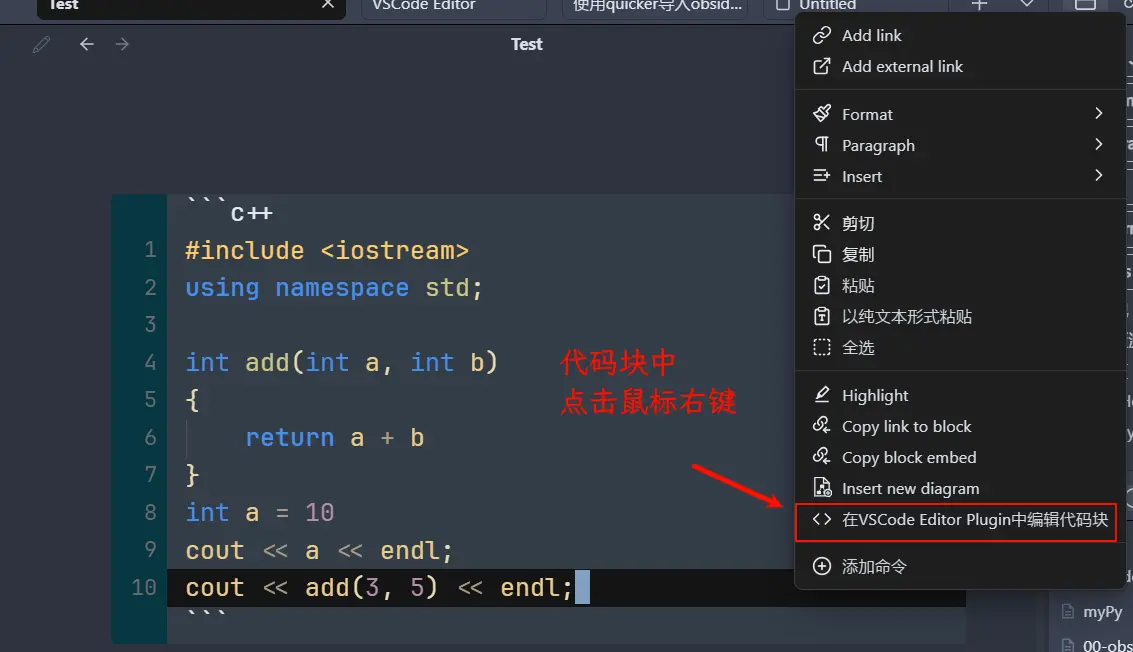 Test
VSCode Editor
使用quicker导入obsid...
Untitled
Test
```c++
1 #include <iostream>
2 using namespace std;
3
4 int add(int a, int b)
5 {
6 return a + b
7 }
8 int a = 10
9 cout << a << endl;
10 cout << add(3, 5) << endl;
```
代码块中
点击鼠标右键
Add link
Add external link
Format
Paragraph
Insert
剪切
复制
粘贴
以纯文本形式粘贴
全选
Highlight
Copy link to block
Copy block embed
Insert new diagram
在VSCode Editor Plugin中编辑代码块
添加命令
myPy
00-obs